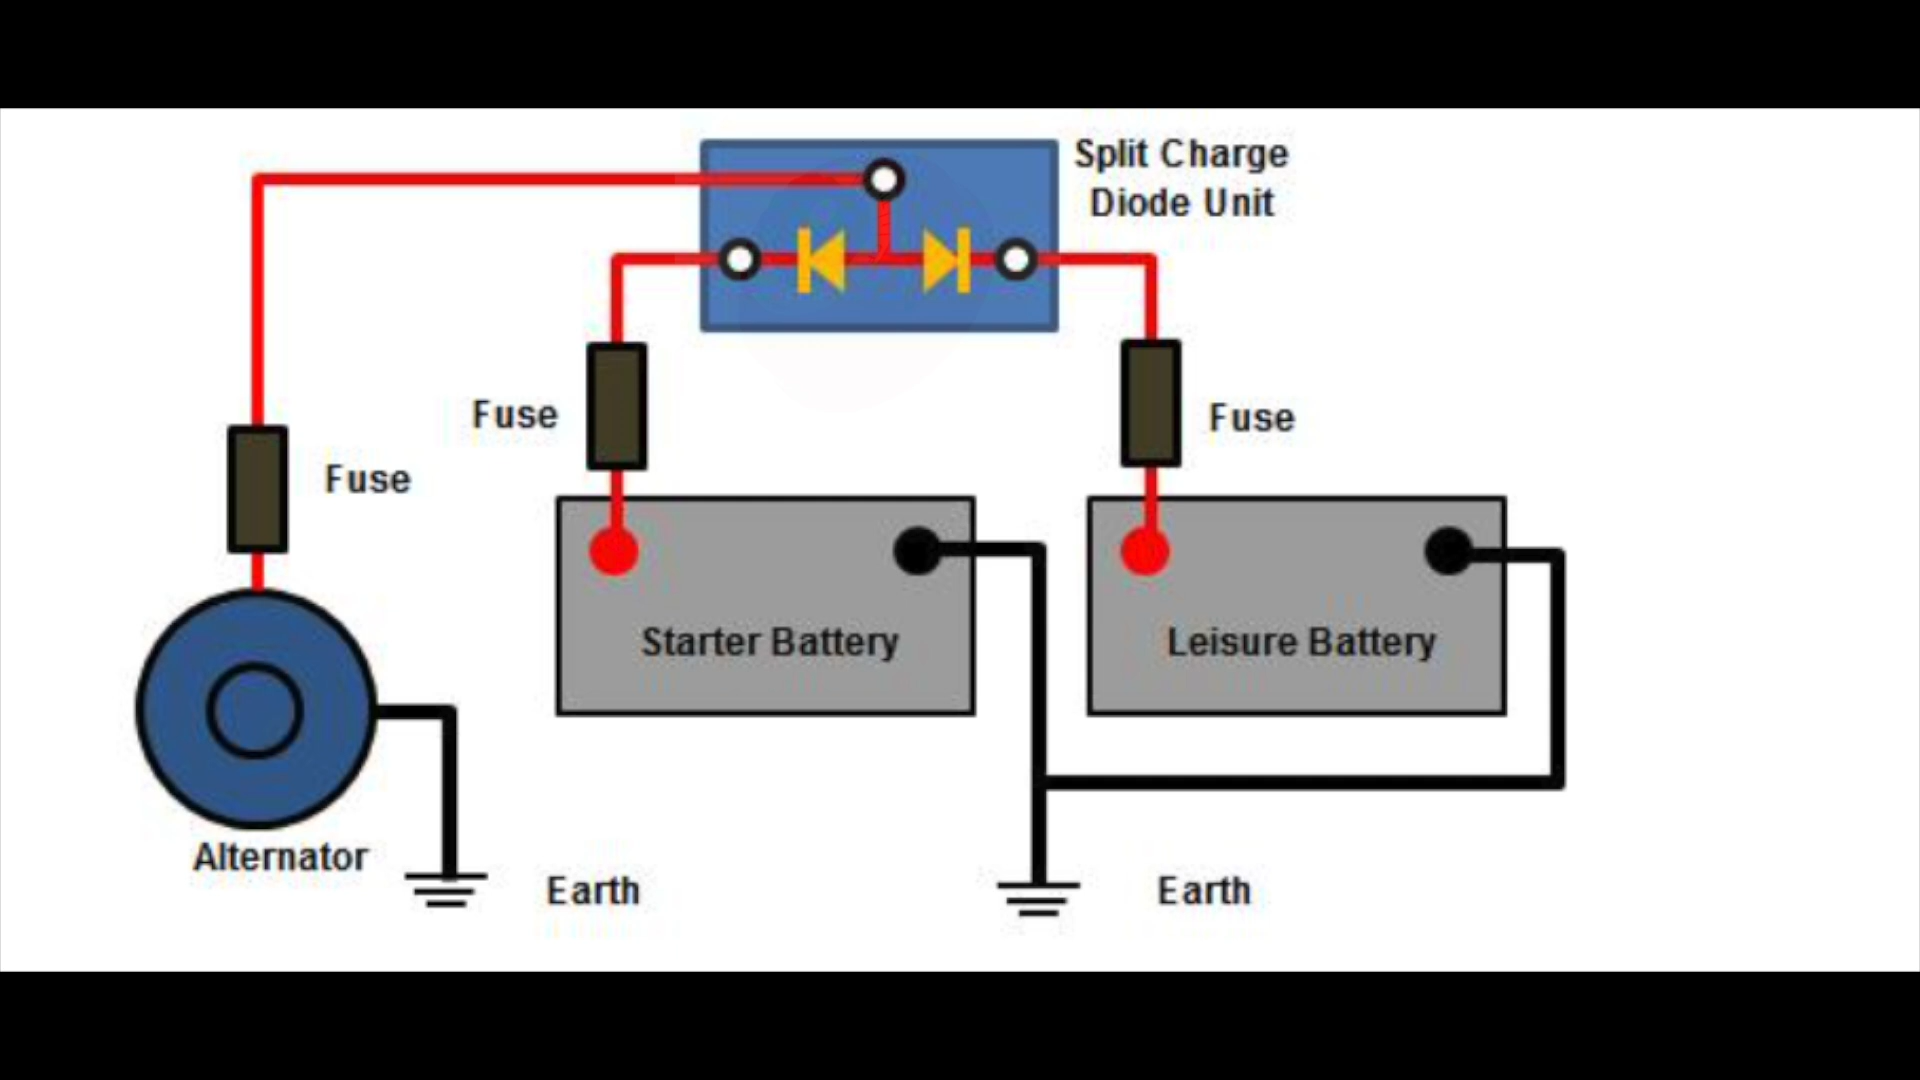 Split Charge
Diode Unit
Fuse
Fuse
Fuse
Starter Battery
Leisure Battery
Alternator
Earth
Earth